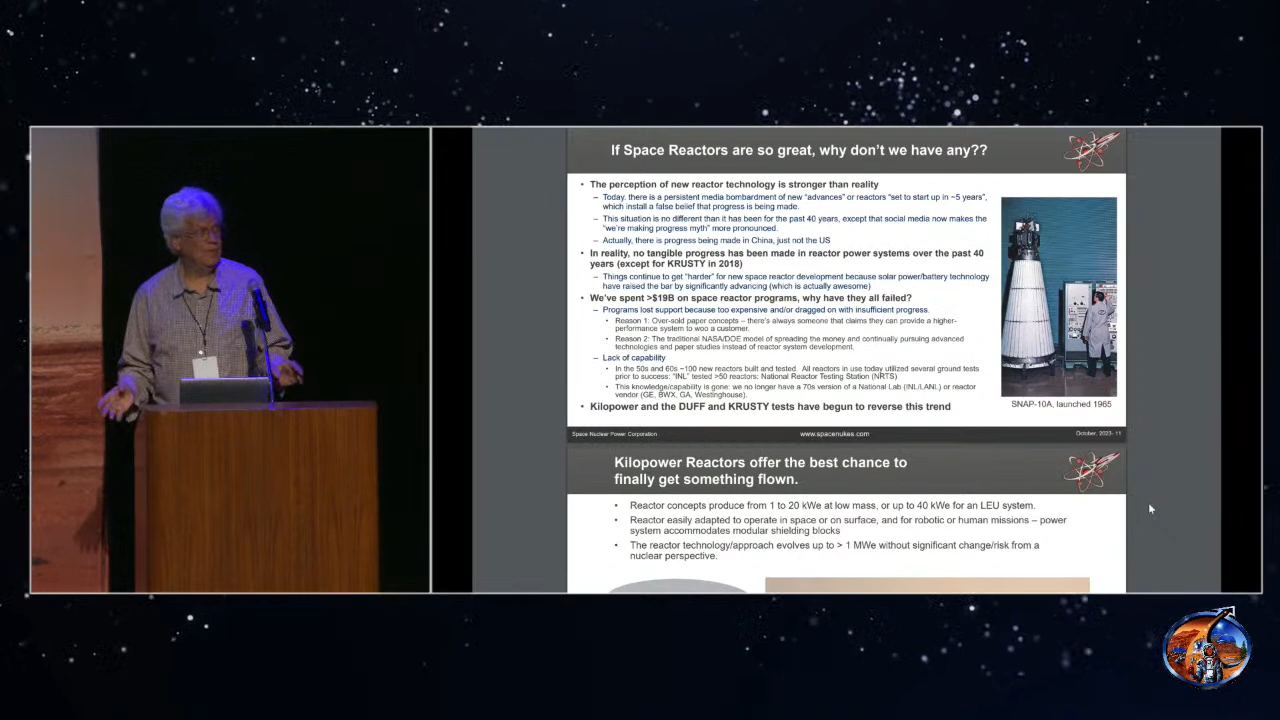 If Space Reactors are so great, why don't we have any??
• The perception of new reactor technology is stronger than reality
– Today, there is a persistent media bombardment of new "advances" or reactors "set to start up in ~5 years",
which install a false belief that progress is being made.
– This situation is no different than it has been for the past 40 years, except that social media now makes the
"we're making progress myth" more pronounced.
– Actually, there is progress being made in China, just not the US
• In reality, no tangible progress has been made in reactor power systems over the past 40
years (except for KRUSTY in 2018)
– Things continue to get "harder" for new space reactor development because solar power/battery technology
have raised the bar by significantly advancing (which is actually awesome)
• We've spent >$19B on space reactor programs, why have they all failed?
– Programs lost support because too expensive and/or dragged on with insufficient progress.
• Reason 1: Over-sold paper concepts – there's always someone that claims they can provide a higher-
performance system to woo a customer.
• Reason 2: The traditional NASA/DOE model of spreading the money and continually pursuing advanced
technologies and paper studies instead of reactor system development.
– Lack of capability
• In the 50s and 60s ~100 new reactors built and tested. All reactors in use today utilized several ground tests
prior to success: "INL" tested >50 reactors: National Reactor Testing Station (NRTS)
• This knowledge/capability is gone: we no longer have a 70s version of a National Lab (INL/LANL) or reactor
vendor (GE, BWX, GA, Westinghouse).
• Kilopower and the DUFF and KRUSTY tests have begun to reverse this trend
SNAP-10A, launched 1965
Space Nuclear Power Corporation
www.spacenukes.com
October, 2023- 11
Kilopower Reactors offer the best chance to
finally get something flown.
• Reactor concepts produce from 1 to 20 kWe at low mass, or up to 40 kWe for an LEU system.
• Reactor easily adapted to operate in space or on surface, and for robotic or human missions – power
system accommodates modular shielding blocks
• The reactor technology/approach evolves up to > 1 MWe without significant change/risk from a
nuclear perspective.